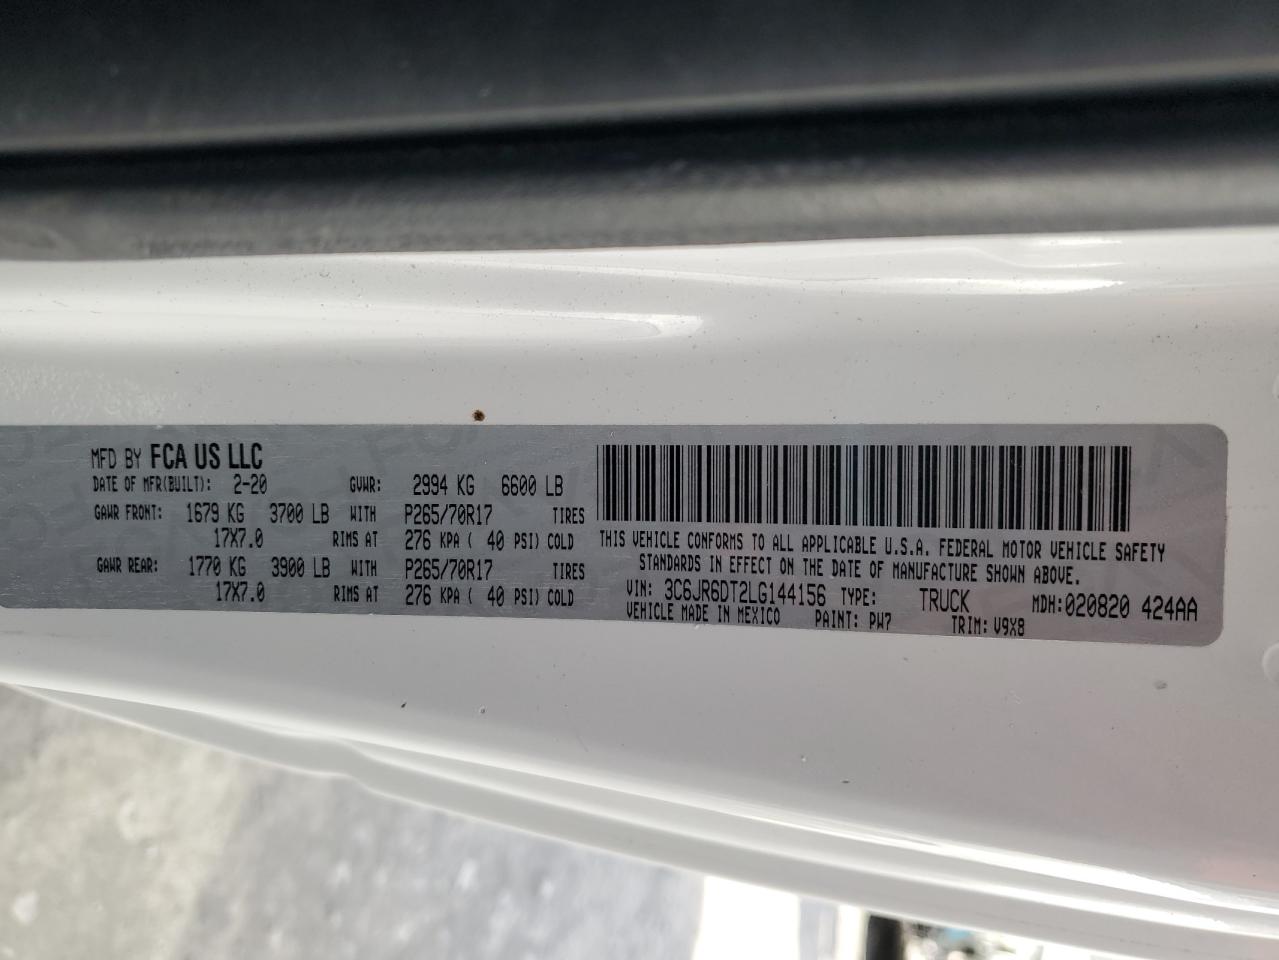 MFD BY FCA US LLC
DATE OF MFR(BUILT): 2-20 GVWR: 2994 KG 6600 LB
GAWR FRONT: 1679 KG 3700 LB WITH P265/70R17 TIRES
17X7.0 RIMS AT 276 KPA ( 40 PSI) COLD
GAWR REAR: 1770 KG 3900 LB WITH P265/70R17 TIRES
17X7.0 RIMS AT 276 KPA ( 40 PSI) COLD
THIS VEHICLE CONFORMS TO ALL APPLICABLE U.S.A. FEDERAL MOTOR VEHICLE SAFETY
STANDARDS IN EFFECT ON THE DATE OF MANUFACTURE SHOWN ABOVE.
VIN: 3C6JR6DT2LG144156 TYPE: TRUCK MDH:020820 424AA
VEHICLE MADE IN MEXICO PAINT: PW7 TRIM: V9X8